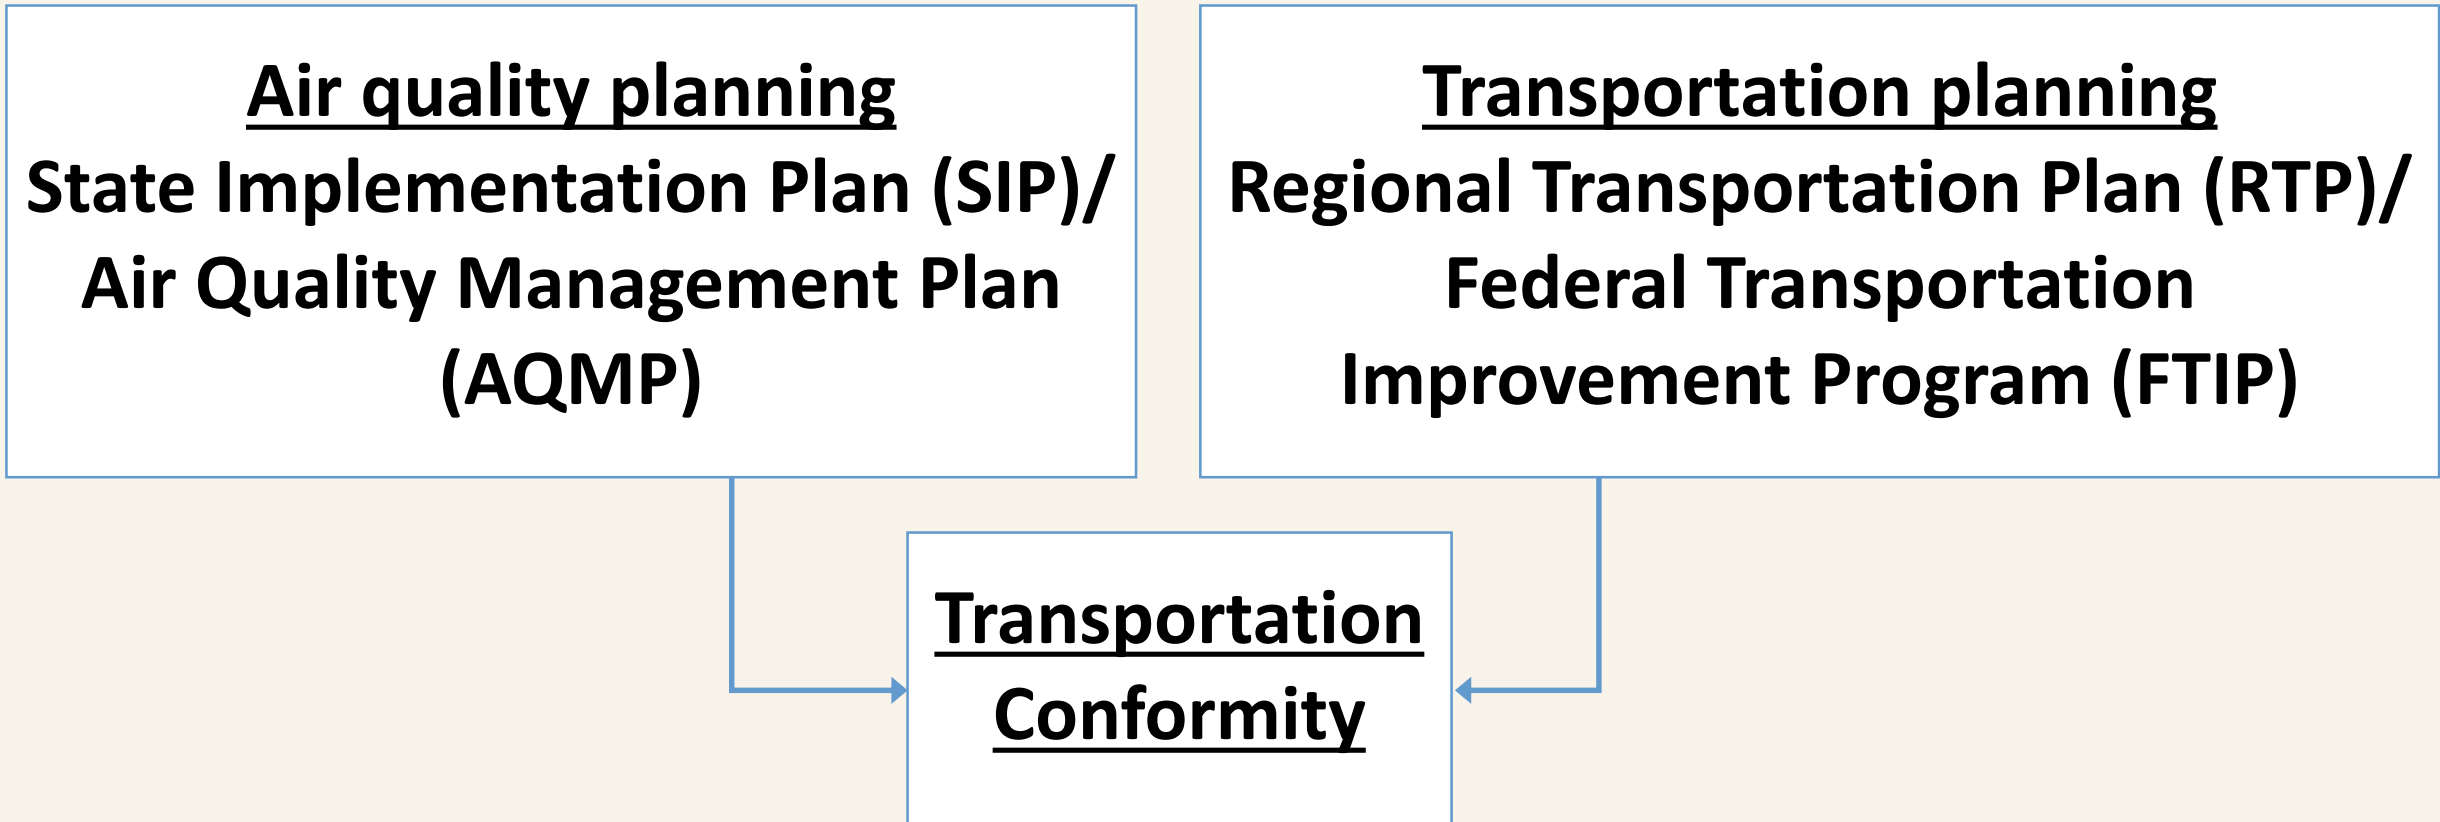 Air quality planning
State Implementation Plan (SIP)/
Air Quality Management Plan
(AQMP)
Transportation planning
Regional Transportation Plan (RTP)/
Federal Transportation
Improvement Program (FTIP)
Transportation
Conformity